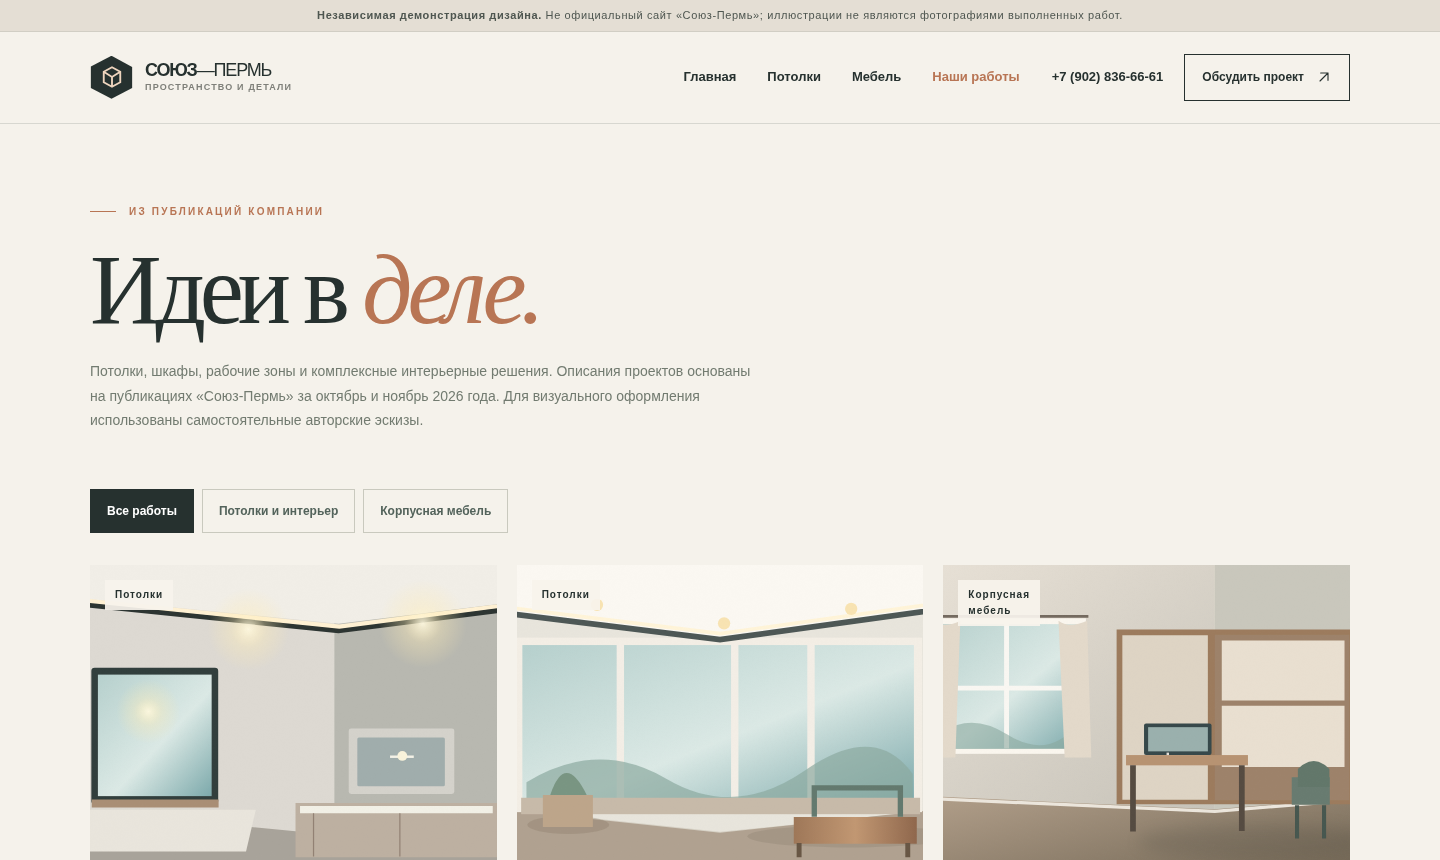 Независимая демонстрация дизайна. Не официальный сайт «Союз-Пермь»; иллюстрации не являются фотографиями выполненных работ.
СОЮЗ—ПЕРМЬ
ПРОСТРАНСТВО И ДЕТАЛИ
Главная Потолки Мебель Наши работы +7 (902) 836-66-61 Обсудить проект
ИЗ ПУБЛИКАЦИЙ КОМПАНИИ
Идеи в деле.
Потолки, шкафы, рабочие зоны и комплексные интерьерные решения. Описания проектов основаны
на публикациях «Союз-Пермь» за октябрь и ноябрь 2026 года. Для визуального оформления
использованы самостоятельные авторские эскизы.
Все работы Потолки и интерьер Корпусная мебель
Потолки
Потолки
Корпусная
мебель